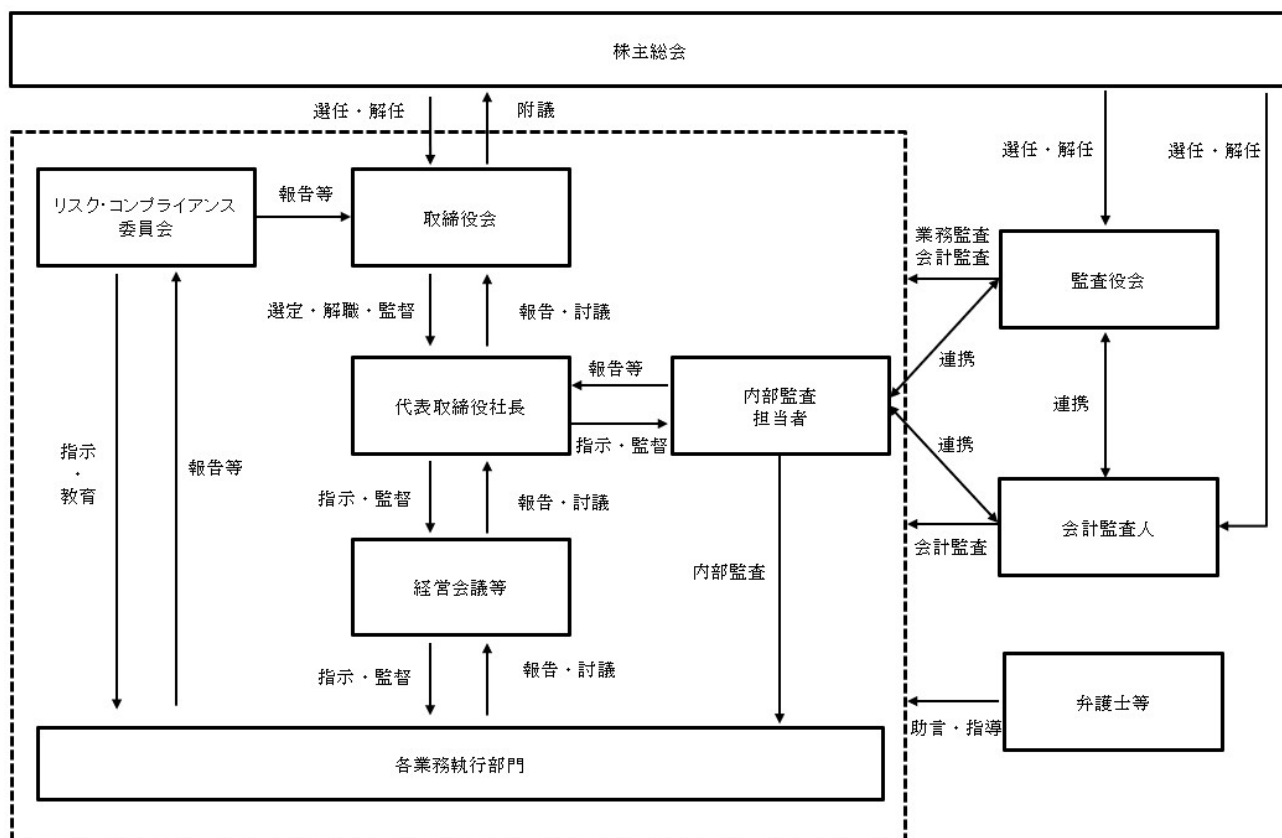 株主総会
選任・解任
附議
選任・解任
選任・解任
リスク・コンプライアンス
委員会
報告等
取締役会
業務監査
会計監査
監査役会
選定・解職・監督
報告・討議
連携
代表取締役社長
報告等
指示・監督
内部監査
担当者
連携
連携
指示
・
教育
報告等
指示・監督
報告・討議
会計監査
会計監査人
経営会議等
内部監査
指示・監督
報告・討議
弁護士等
助言・指導
各業務執行部門